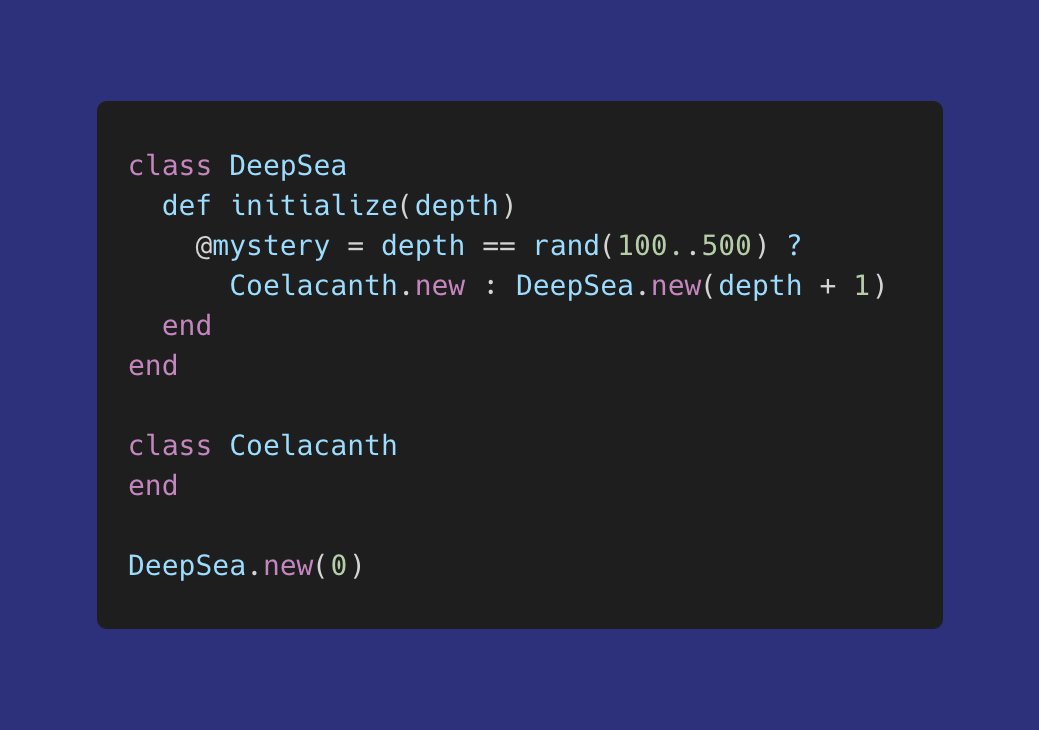 class DeepSea
  def initialize(depth)
    @mystery = depth == rand(100..500) ?
      Coelacanth.new : DeepSea.new(depth + 1)
  end
end

class Coelacanth
end

DeepSea.new(0)